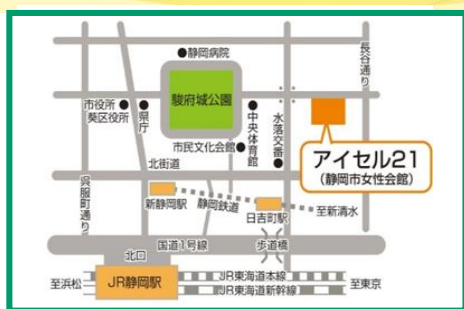 静岡病院
長谷通り
駿府城公園
市役所
葵区役所
県庁
中央体育館
水落交番
市民文化会館
アイセル21
（静岡市女性会館）
北街道
呉服町通り
新静岡駅
静岡鉄道
日吉町駅
至新清水
国道1号線
歩道橋
北口
至浜松
JR静岡駅
JR東海道本線
JR東海道新幹線
至東京